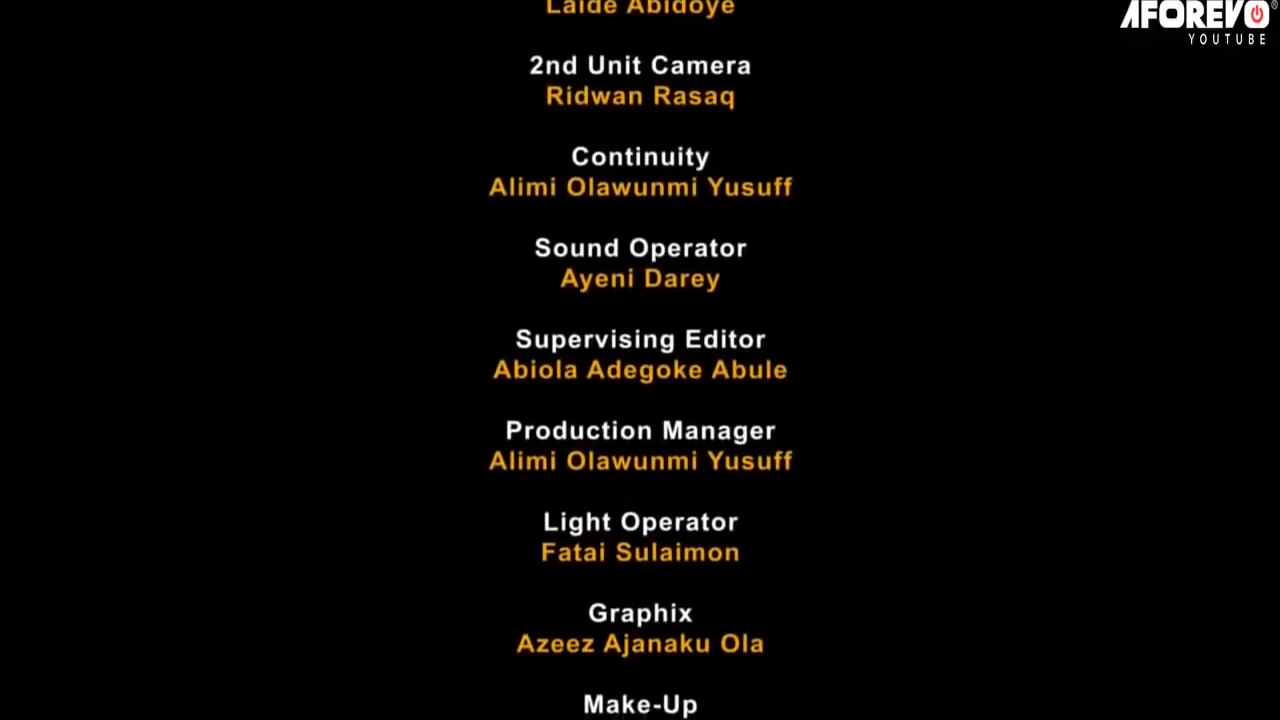 Laide Abidoye
AFOREVO
YOUTUBE
2nd Unit Camera
Ridwan Rasaq
Continuity
Alimi Olawunmi Yusuff
Sound Operator
Ayeni Darey
Supervising Editor
Abiola Adegoke Abule
Production Manager
Alimi Olawunmi Yusuff
Light Operator
Fatai Sulaimon
Graphix
Azeez Ajanaku Ola
Make-Up